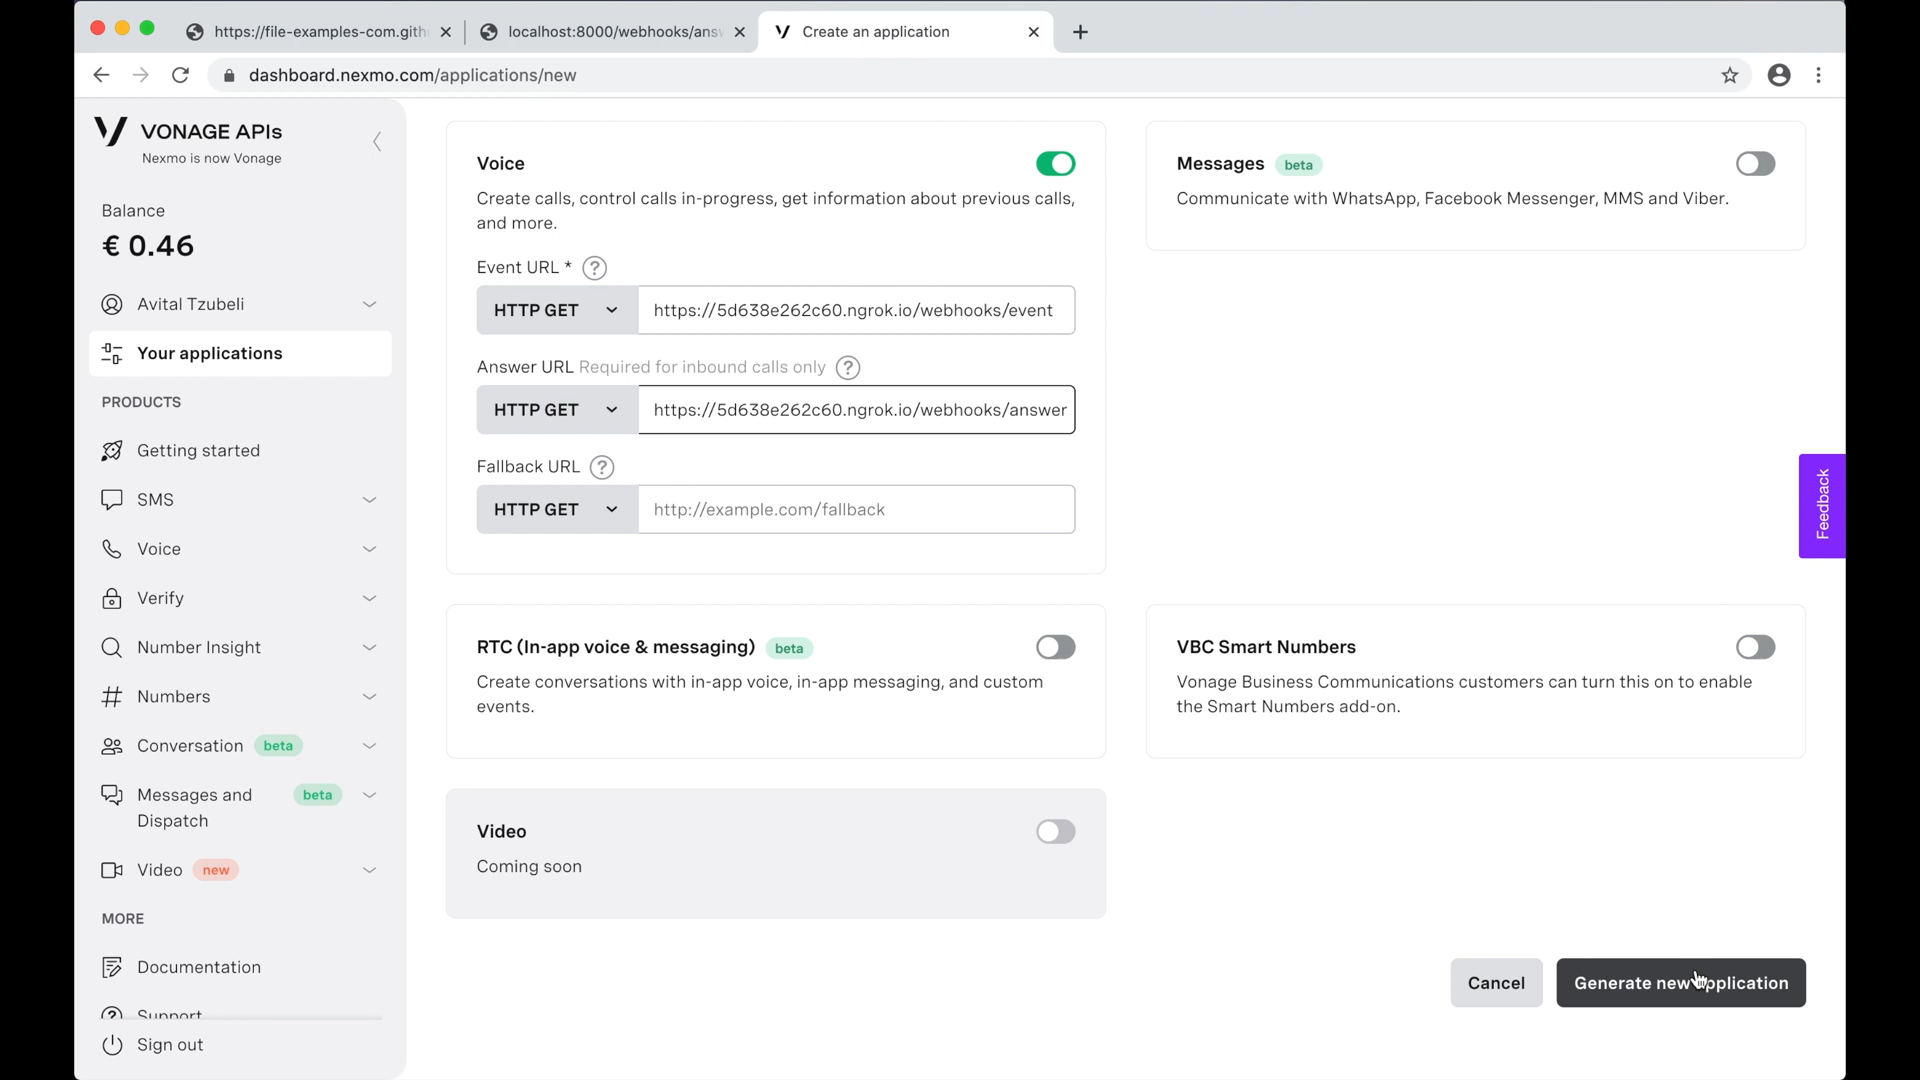 https://file-examples-com.gith
localhost:8000/webhooks/ans
Create an application
dashboard.nexmo.com/applications/new
VONAGE APIs
Nexmo is now Vonage
Balance
€ 0.46
Avital Tzubeli
Your applications
PRODUCTS
Getting started
SMS
Voice
Verify
Number Insight
Numbers
Conversation beta
Messages and Dispatch beta
Video new
MORE
Documentation
Support
Sign out
Voice
Create calls, control calls in-progress, get information about previous calls,
and more.
Event URL * ?
HTTP GET https://5d638e262c60.ngrok.io/webhooks/event
Answer URL Required for inbound calls only ?
HTTP GET https://5d638e262c60.ngrok.io/webhooks/answer
Fallback URL ?
HTTP GET http://example.com/fallback
Messages beta
Communicate with WhatsApp, Facebook Messenger, MMS and Viber.
RTC (In-app voice & messaging) beta
Create conversations with in-app voice, in-app messaging, and custom
events.
VBC Smart Numbers
Vonage Business Communications customers can turn this on to enable
the Smart Numbers add-on.
Video
Coming soon
Cancel
Generate new application
Feedback